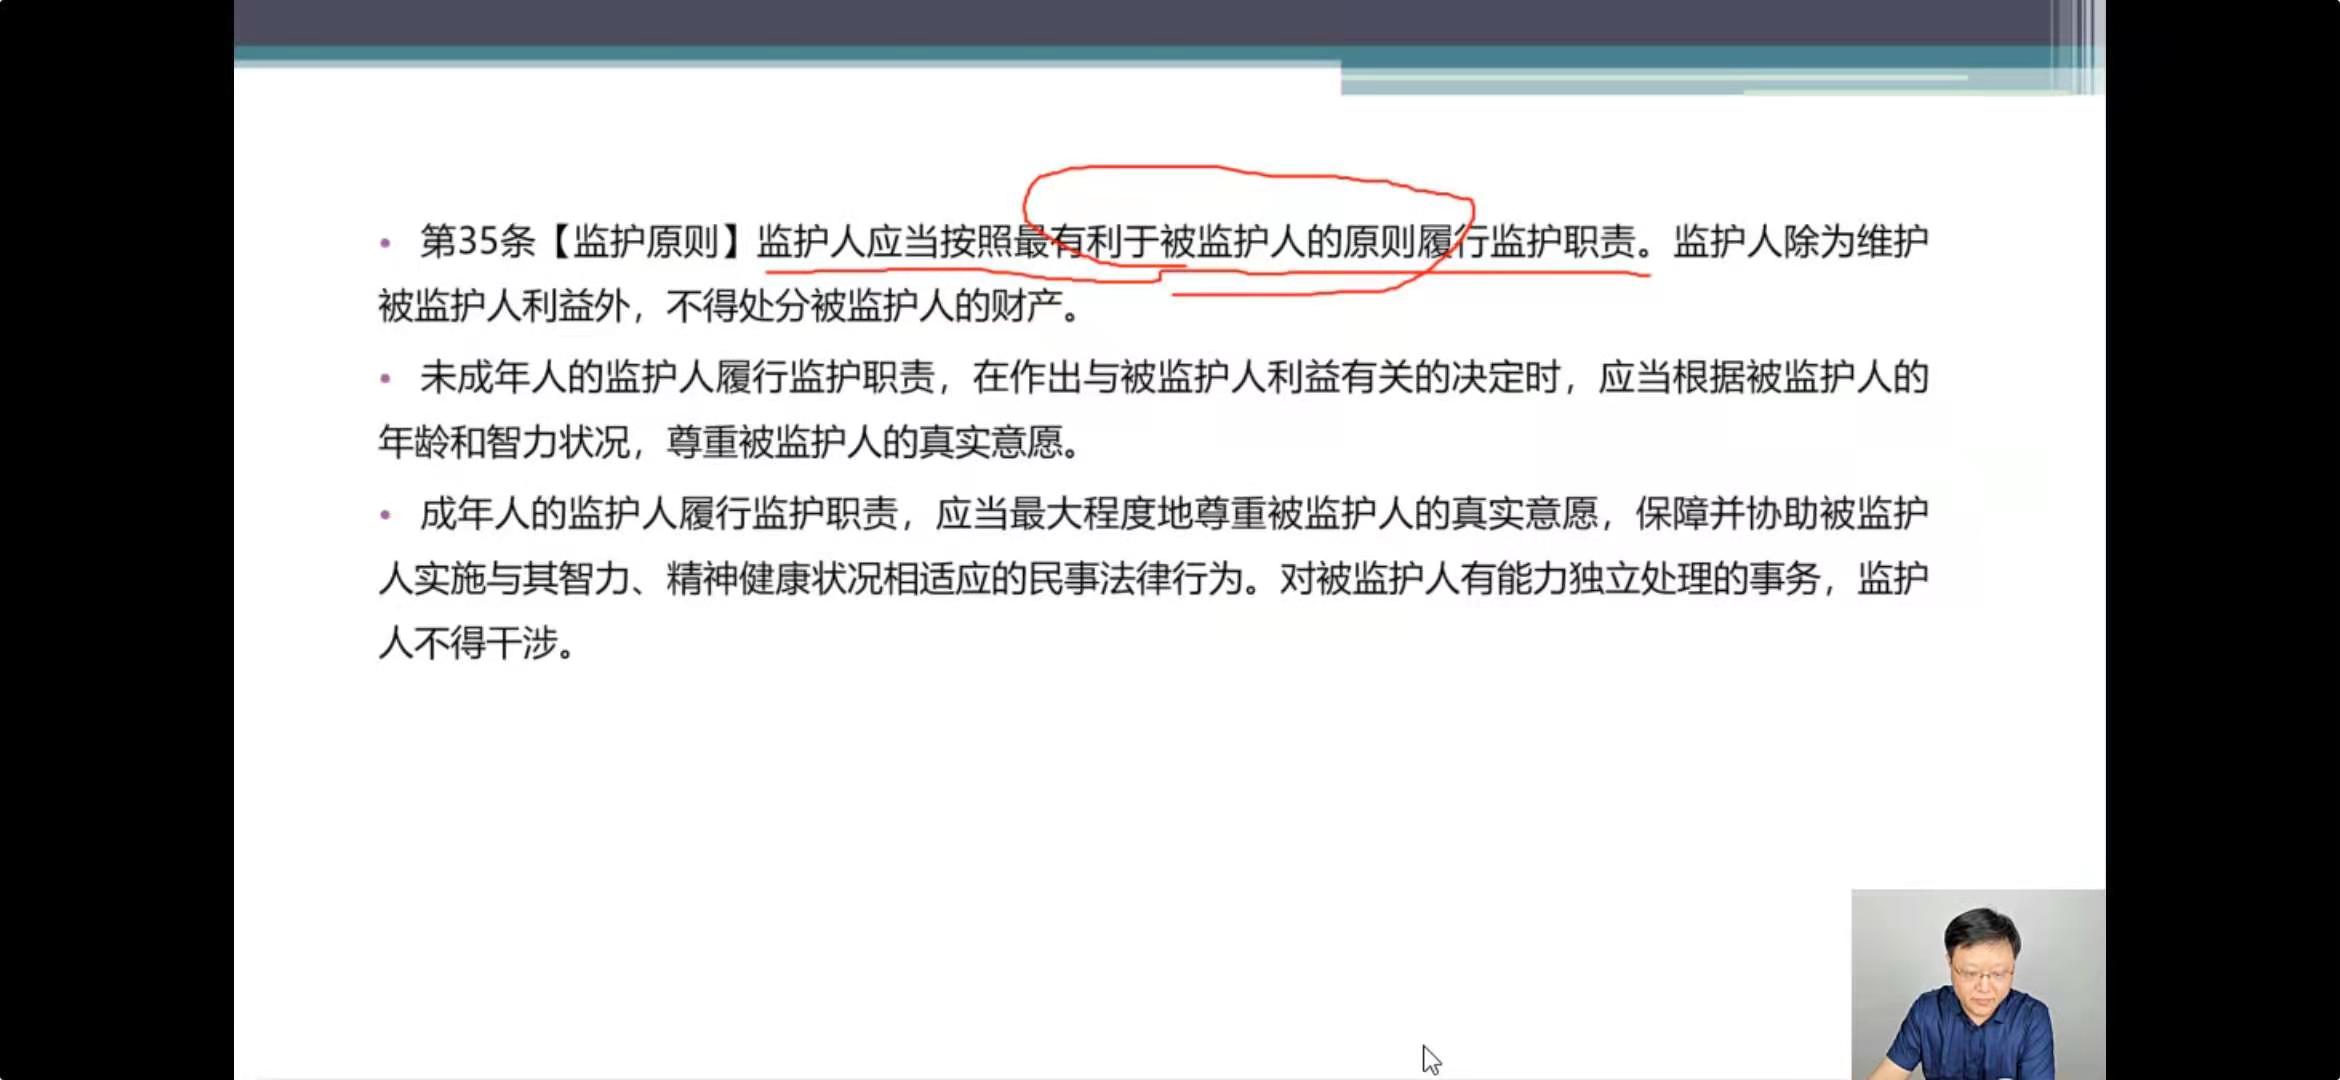 • 第35条【监护原则】监护人应当按照最有利于被监护人的原则履行监护职责。监护人除为维护
被监护人利益外，不得处分被监护人的财产。
• 未成年人的监护人履行监护职责，在作出与被监护人利益有关的决定时，应当根据被监护人的
年龄和智力状况，尊重被监护人的真实意愿。
• 成年人的监护人履行监护职责，应当最大程度地尊重被监护人的真实意愿，保障并协助被监护
人实施与其智力、精神健康状况相适应的民事法律行为。对被监护人有能力独立处理的事务，监护
人不得干涉。